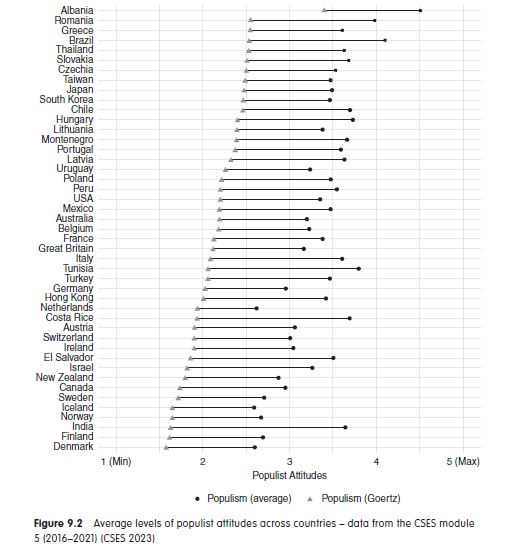 Albania
Romania
Greece
Brazil
Thailand
Slovakia
Czechia
Taiwan
Japan
South Korea
Chile
Hungary
Lithuania
Montenegro
Portugal
Latvia
Uruguay
Poland
Peru
USA
Mexico
Australia
Belgium
France
Great Britain
Italy
Tunisia
Turkey
Germany
Hong Kong
Netherlands
Costa Rice
Austria
Switzerland
Ireland
El Salvador
Israel
New Zealand
Canada
Sweden
Iceland
Norway
India
Finland
Denmark
1 (Min) 2 3 4 5 (Max)
Populist Attitudes
Populism (average) Populism (Goertz)
Figure 9.2 Average levels of populist attitudes across countries – data from the CSES module
5 (2016–2021) (CSES 2023)